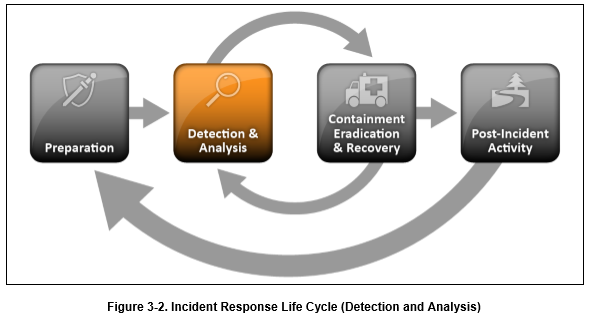 Preparation
Detection &
Analysis
Containment
Eradication
& Recovery
Post-Incident
Activity
Figure 3-2. Incident Response Life Cycle (Detection and Analysis)